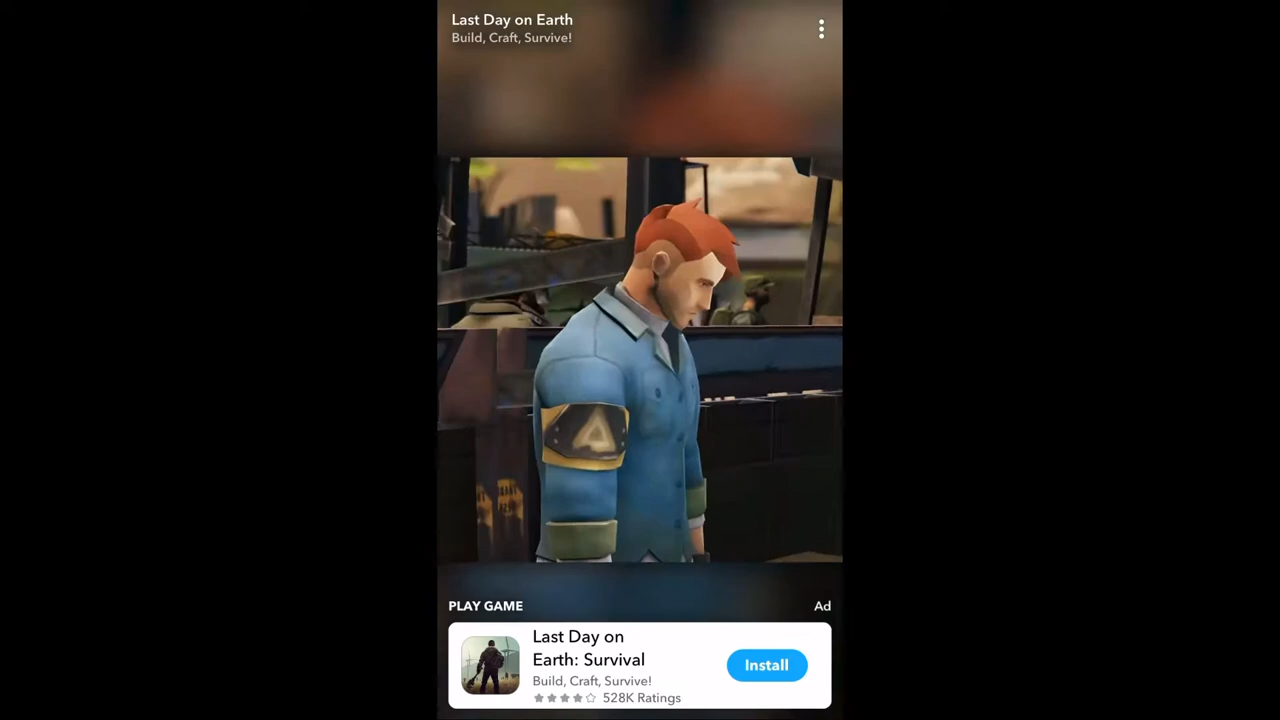 Last Day on Earth
Build, Craft, Survive!
PLAY GAME
Ad
Last Day on
Earth: Survival
Build, Craft, Survive!
528K Ratings
Install